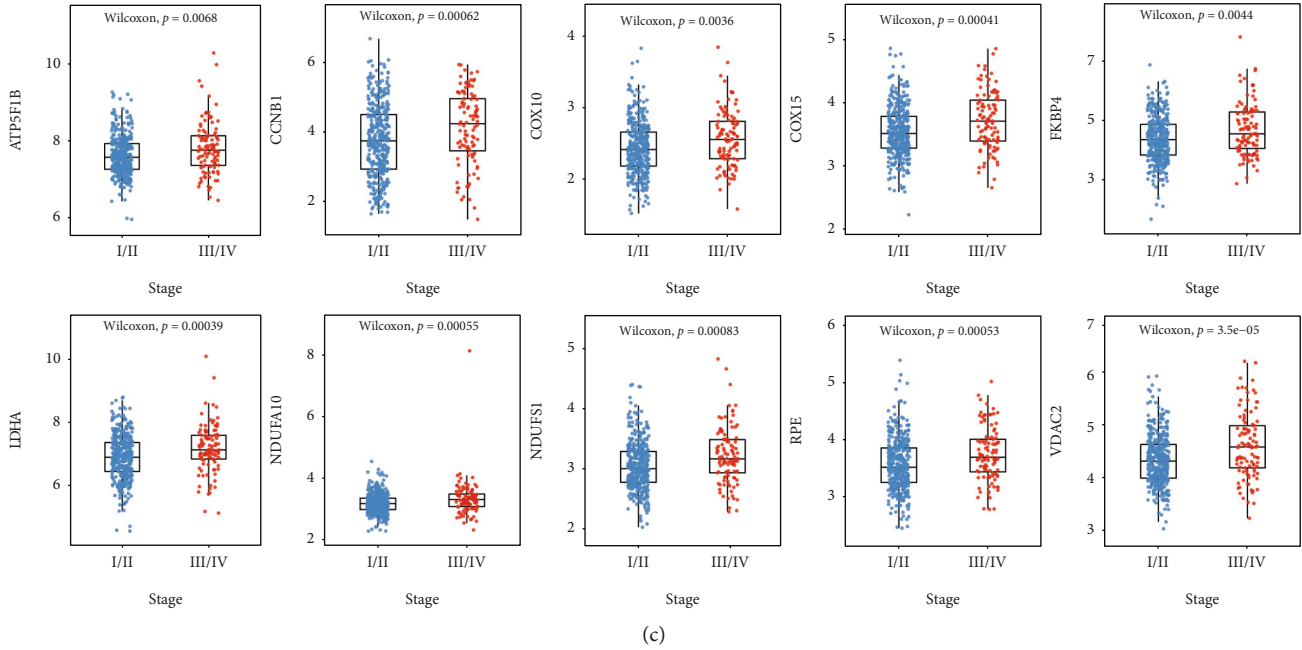 Wilcoxon, p = 0.0068
ATP5F1B
10
8
6
I/II III/IV
Stage
Wilcoxon, p = 0.00062
CCNB1
6
4
2
I/II III/IV
Stage
Wilcoxon, p = 0.0036
COX10
4
3
2
I/II III/IV
Stage
Wilcoxon, p = 0.00041
COX15
5
4
3
2
I/II III/IV
Stage
Wilcoxon, p = 0.0044
FKBP4
7
5
3
I/II III/IV
Stage
Wilcoxon, p = 0.00039
LDHA
10
8
6
I/II III/IV
Stage
Wilcoxon, p = 0.00055
NDUFA10
8
6
4
2
I/II III/IV
Stage
Wilcoxon, p = 0.00083
NDUFS1
5
4
3
2
I/II III/IV
Stage
Wilcoxon, p = 0.00053
RPE
6
5
4
3
I/II III/IV
Stage
Wilcoxon, p = 3.5e−05
VDAC2
7
6
5
4
3
I/II III/IV
Stage
(c)